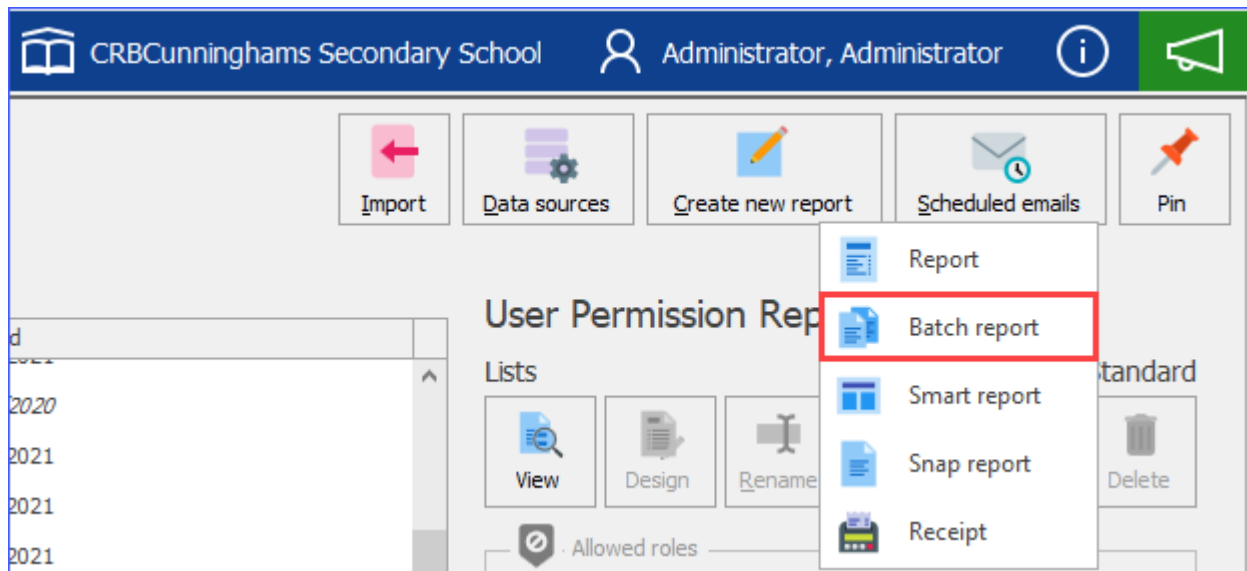 CRBCunninghams Secondary School Administrator, Administrator
Import Data sources Create new report Scheduled emails Pin
Report
User Permission Rep
Batch report
d
Lists
Standard
2021
Smart report
2020
2021
Snap report
View Design Rename Delete
2021
Receipt
Allowed roles
2021